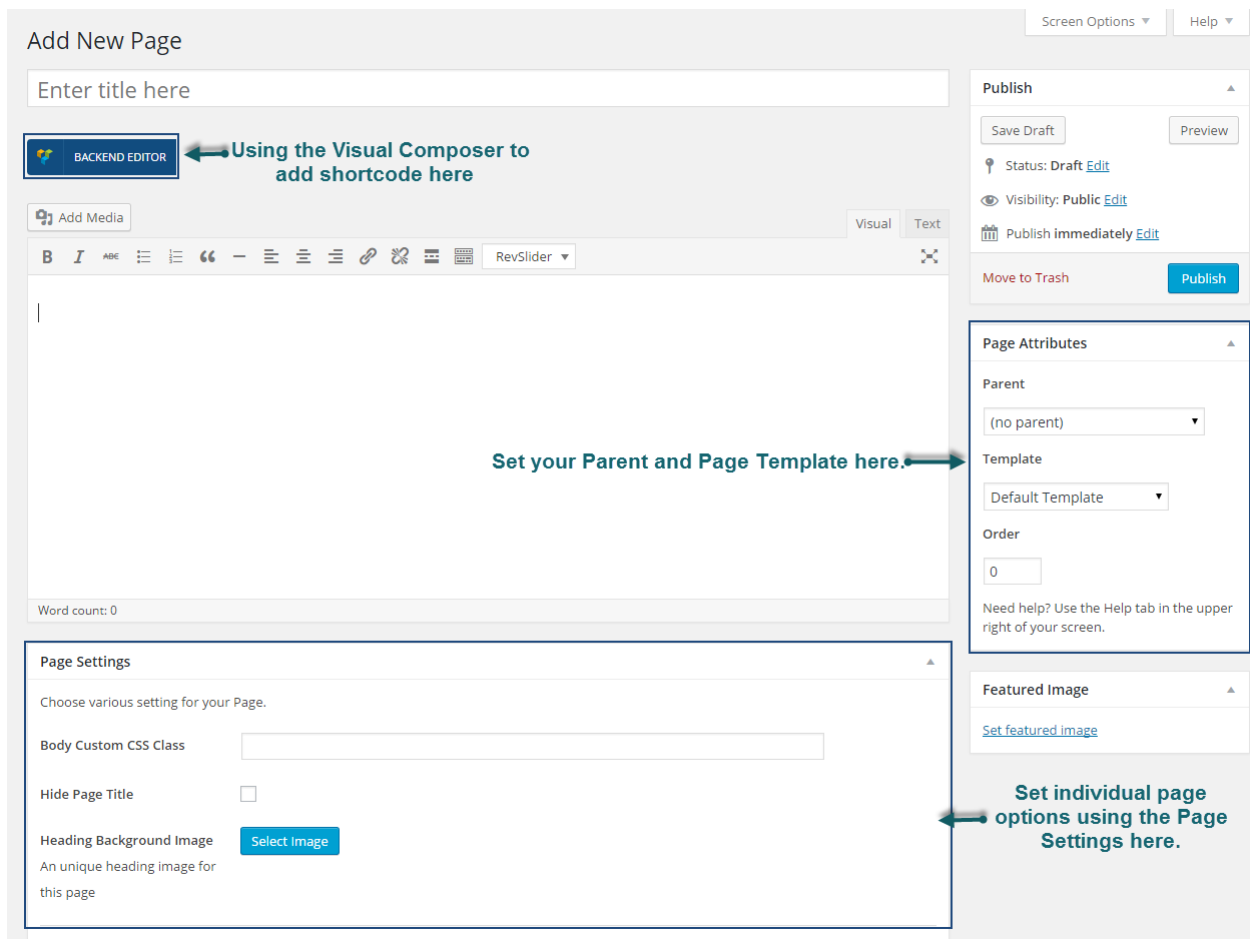 Screen Options
Help
Add New Page
Enter title here
BACKEND EDITOR
Using the Visual Composer to
add shortcode here
Add Media
Visual
Text
B I ABC
RevSlider
Word count: 0
Publish
Save Draft
Preview
Status: Draft Edit
Visibility: Public Edit
Publish immediately Edit
Move to Trash
Publish
Page Attributes
Parent
(no parent)
Set your Parent and Page Template here.
Template
Default Template
Order
0
Need help? Use the Help tab in the upper
right of your screen.
Page Settings
Choose various setting for your Page.
Body Custom CSS Class
Hide Page Title
Heading Background Image
Select Image
An unique heading image for
this page
Featured Image
Set featured image
Set individual page
options using the Page
Settings here.